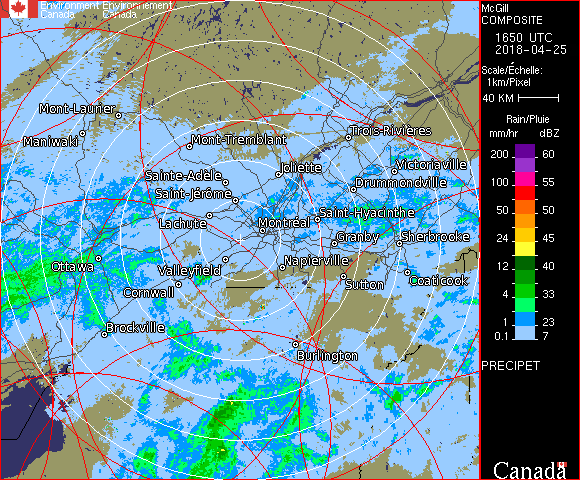 Environment Environnement
Canada Canada
Mont-Laurier
Maniwaki
Mont-Tremblant
Trois-Rivières
Sainte-Adèle
Joliette
Victoriaville
Saint-Jérôme
Drummondville
Lachute
Montréal
Saint-Hyacinthe
Granby
Sherbrooke
Ottawa
Valleyfield
Napierville
Cornwall
Sutton
Coaticook
Brockville
Burlington
McGill
COMPOSITE
1650 UTC
2018-04-25
Scale/Échelle:
1km/Pixel
40 KM
Rain/Pluie
mm/hr dBZ
200 60
100 55
50 50
24 45
12 40
4 33
1 23
0.1 7
PRECIPET
Canada